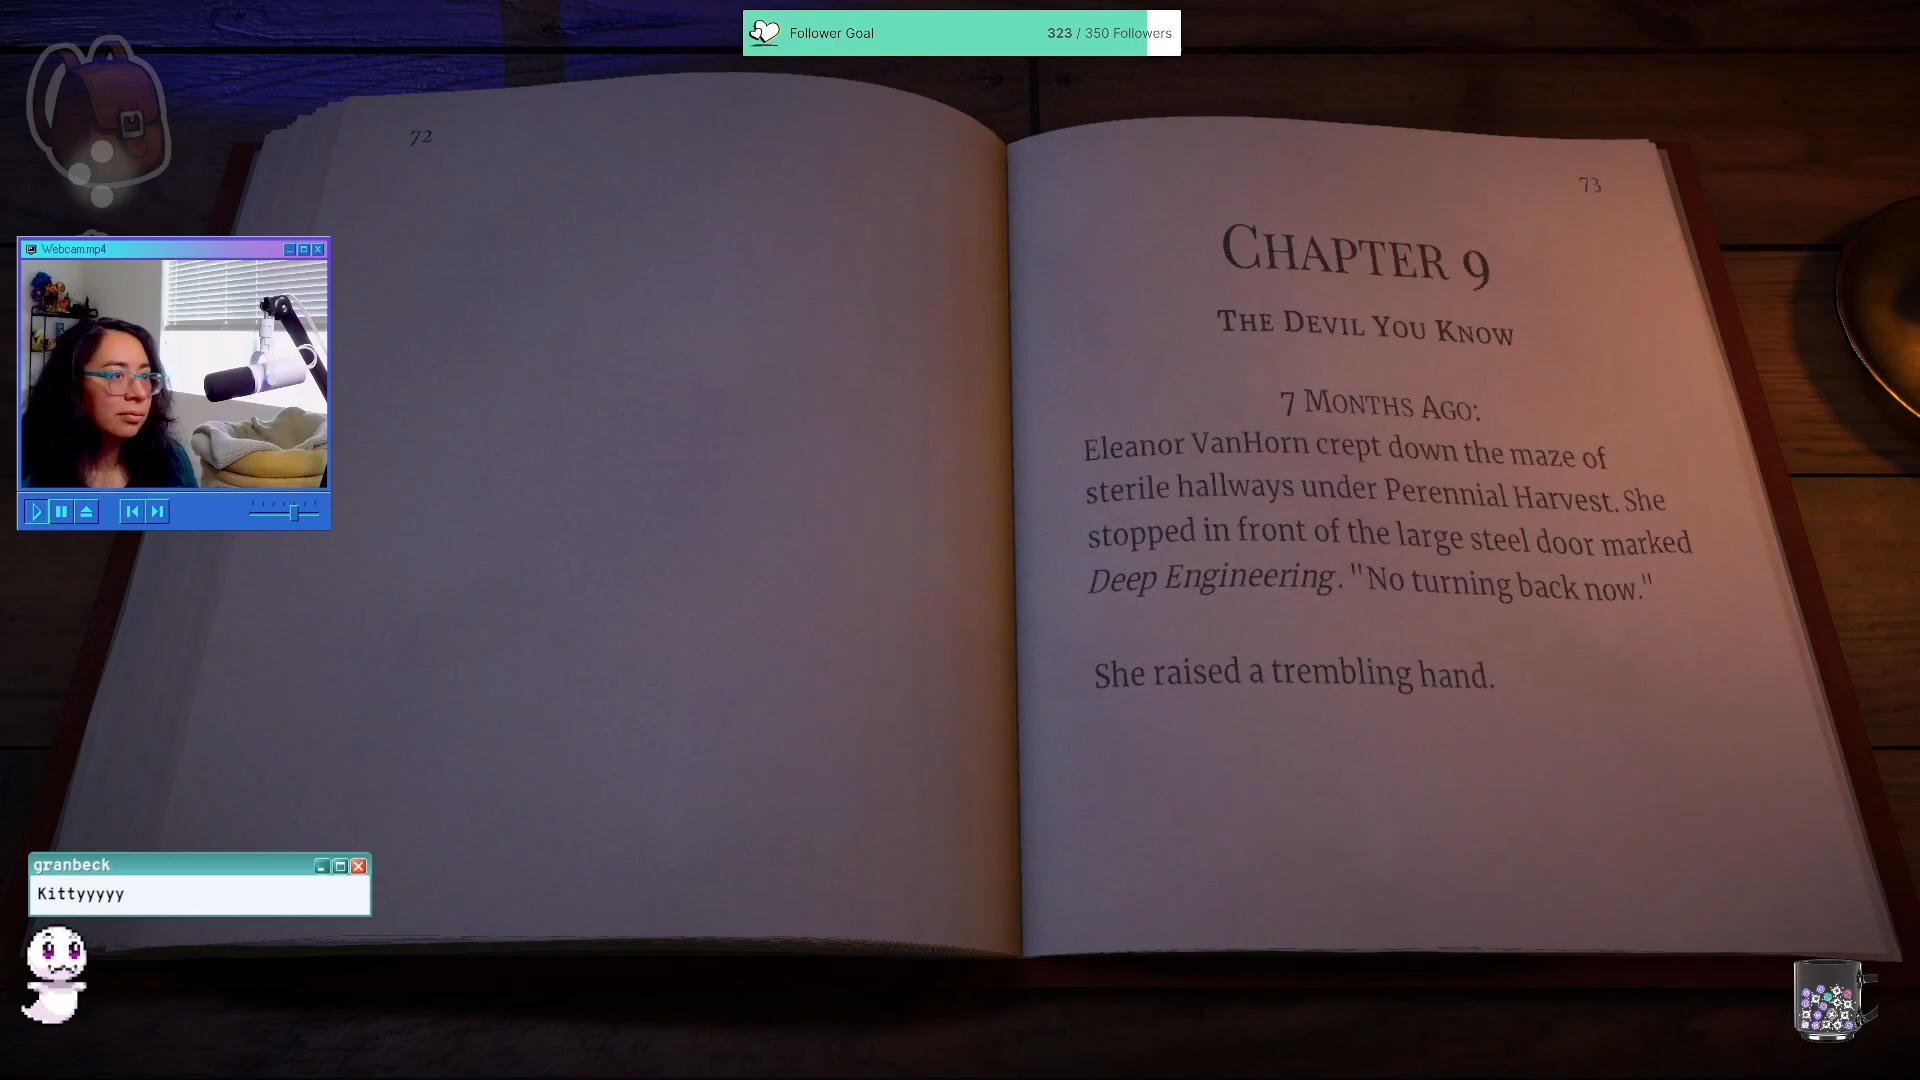 Follower Goal
323 / 350 Followers
72
73
Webcam.mp4
CHAPTER 9
THE DEVIL YOU KNOW
7 MONTHS AGO:
Eleanor VanHorn crept down the maze of
sterile hallways under Perennial Harvest. She
stopped in front of the large steel door marked
Deep Engineering. "No turning back now."
She raised a trembling hand.
granbeck
Kittyyyyy